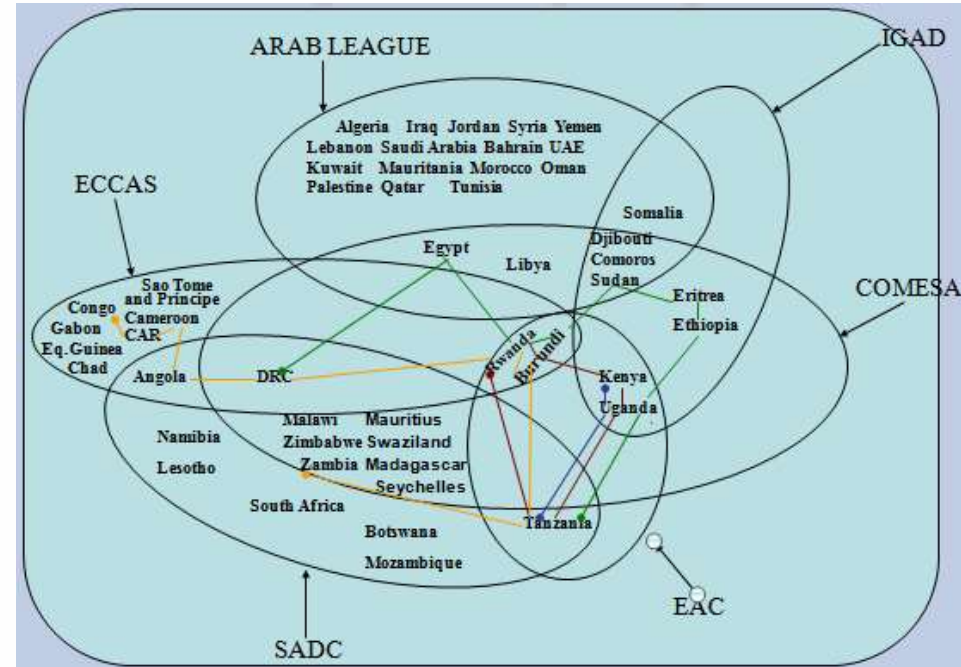 ARAB LEAGUE
IGAD
Algeria Iraq Jordan Syria Yemen
Lebanon Saudi Arabia Bahrain UAE
Kuwait Mauritania Morocco Oman
Palestine Qatar Tunisia
ECCAS
Somalia
Egypt
Djibouti
Libya
Comoros
Sudan
COMESA
Sao Tome
and Principe
Congo
Cameroon
Gabon
CAR
Eq.Guinea
Chad
Eritrea
Ethiopia
Angola
DRC
Rwanda
Burundi
Kenya
Uganda
Malawi Mauritius
Zimbabwe Swaziland
Zambia Madagascar
Seychelles
Namibia
Lesotho
South Africa
Botswana
Mozambique
Tanzania
EAC
SADC